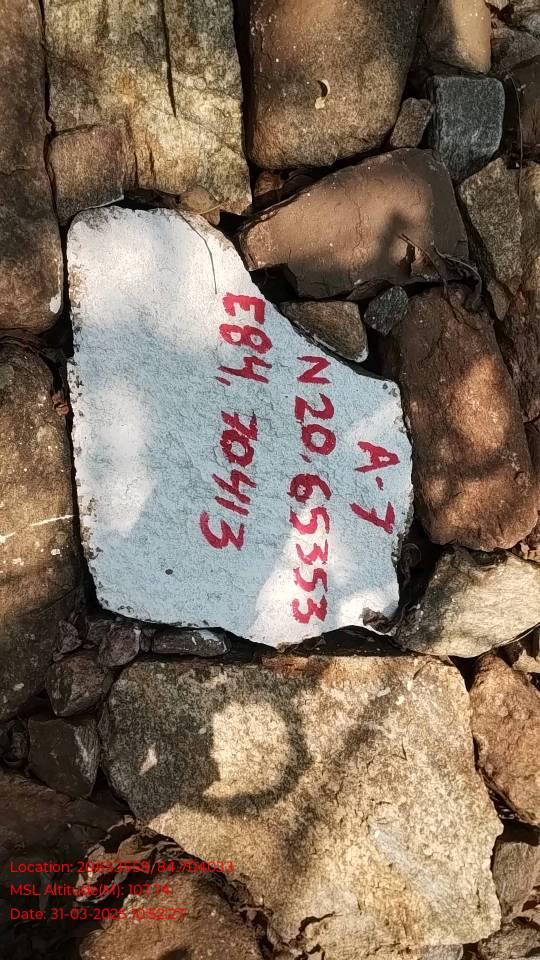 A-7
N 20.65353
E84.70413
Location: 20.653558/84.704033
MSL Altitude(M): 107.74
Date: 31-03-2025 10:52:27